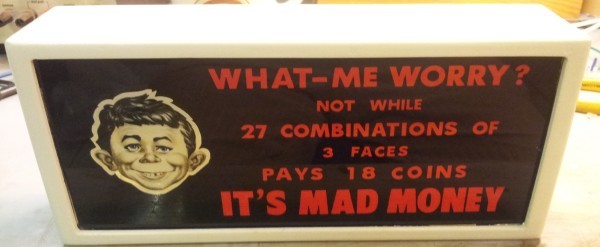 WHAT-ME WORRY?
NOT WHILE
27 COMBINATIONS OF
3 FACES
PAYS 18 COINS
IT'S MAD MONEY